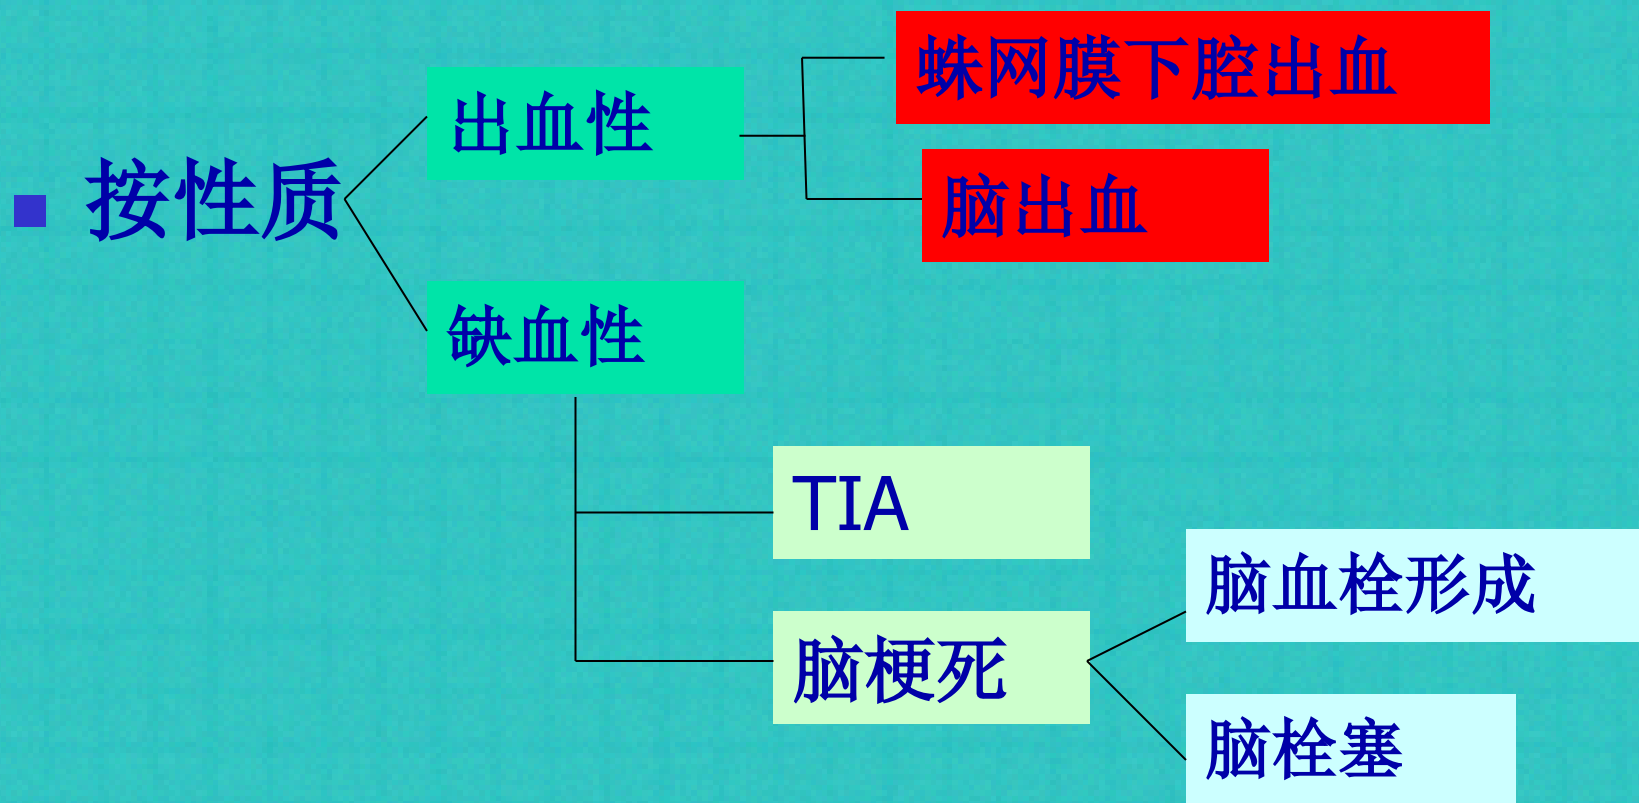 按性质
出血性
蛛网膜下腔出血
脑出血
缺血性
TIA
脑梗死
脑血栓形成
脑栓塞